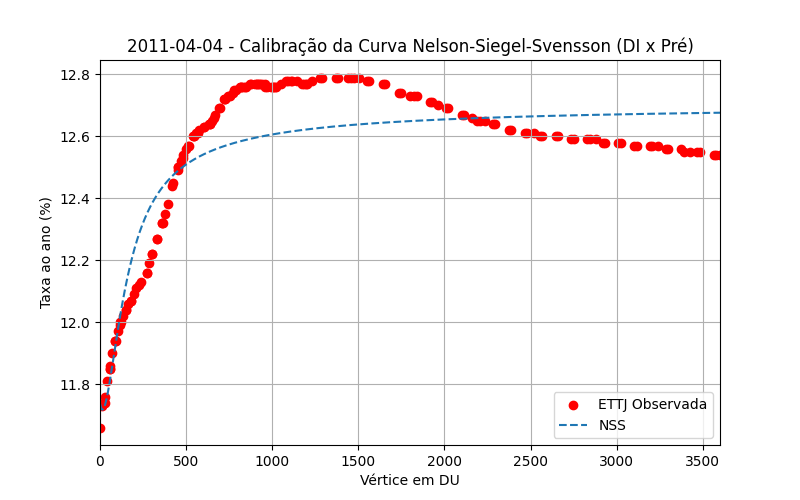 2011-04-04 - Calibração da Curva Nelson-Siegel-Svensson (DI x Pré)
Taxa ao ano (%)
12.8
12.6
12.4
12.2
12.0
11.8
ETTJ Observada
NSS
0 500 1000 1500 2000 2500 3000 3500
Vértice em DU